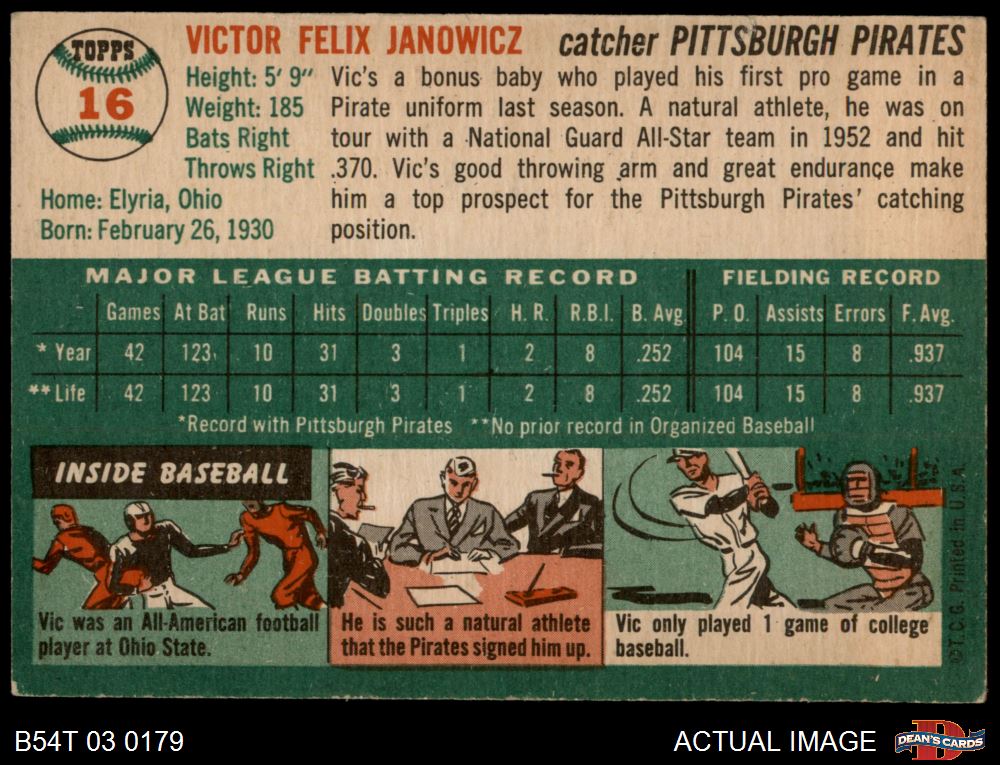 TOPPS
16
VICTOR FELIX JANOWICZ catcher PITTSBURGH PIRATES
Height: 5' 9"
Weight: 185
Bats Right
Throws Right
Home: Elyria, Ohio
Born: February 26, 1930
Vic's a bonus baby who played his first pro game in a
Pirate uniform last season. A natural athlete, he was on
tour with a National Guard All-Star team in 1952 and hit
.370. Vic's good throwing arm and great endurance make
him a top prospect for the Pittsburgh Pirates' catching
position.
MAJOR LEAGUE BATTING RECORD FIELDING RECORD
Games At Bat Runs Hits Doubles Triples H. R. R.B.I. B. Avg. P. O. Assists Errors F. Avg.
* Year 42 123 10 31 3 1 2 8 .252 104 15 8 .937
** Life 42 123 10 31 3 1 2 8 .252 104 15 8 .937
*Record with Pittsburgh Pirates **No prior record in Organized Baseball
INSIDE BASEBALL
Vic was an All-American football
player at Ohio State.
He is such a natural athlete
that the Pirates signed him up.
Vic only played 1 game of college
baseball.
© T.C.G. Printed in U.S.A.
B54T 03 0179
ACTUAL IMAGE
DEAN'S CARDS